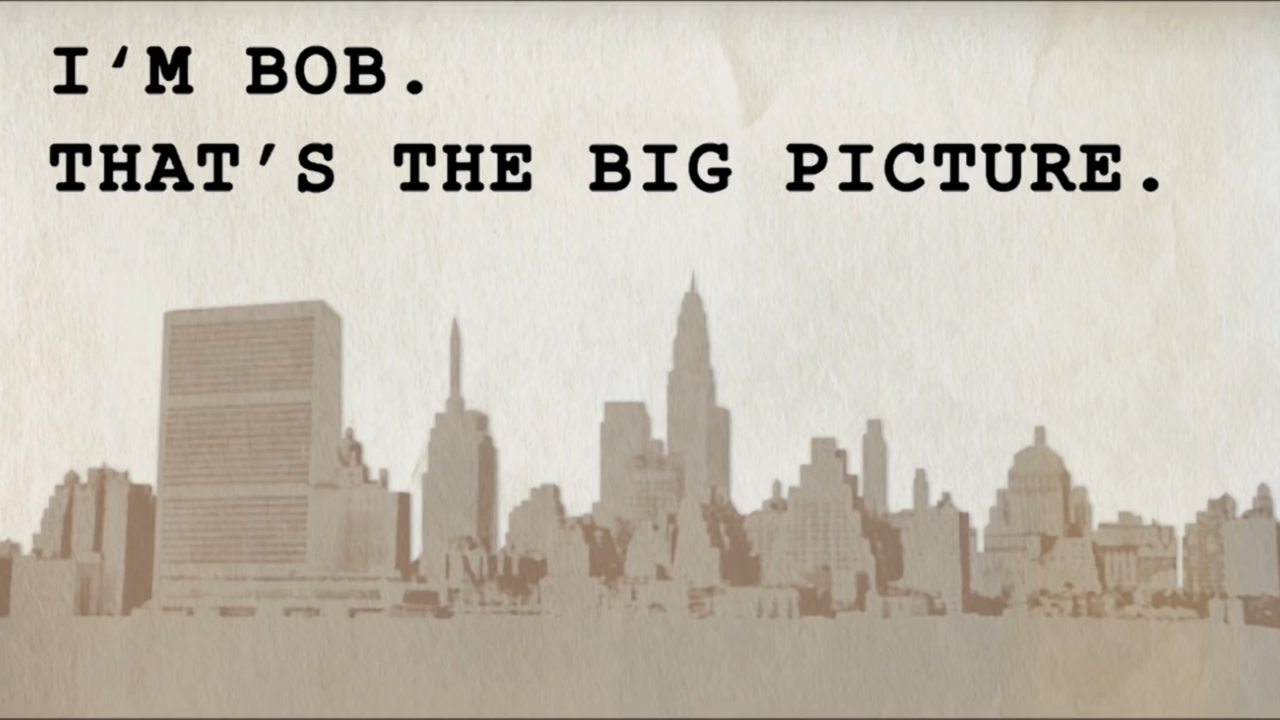 I‘M BOB.
THAT’S THE BIG PICTURE.